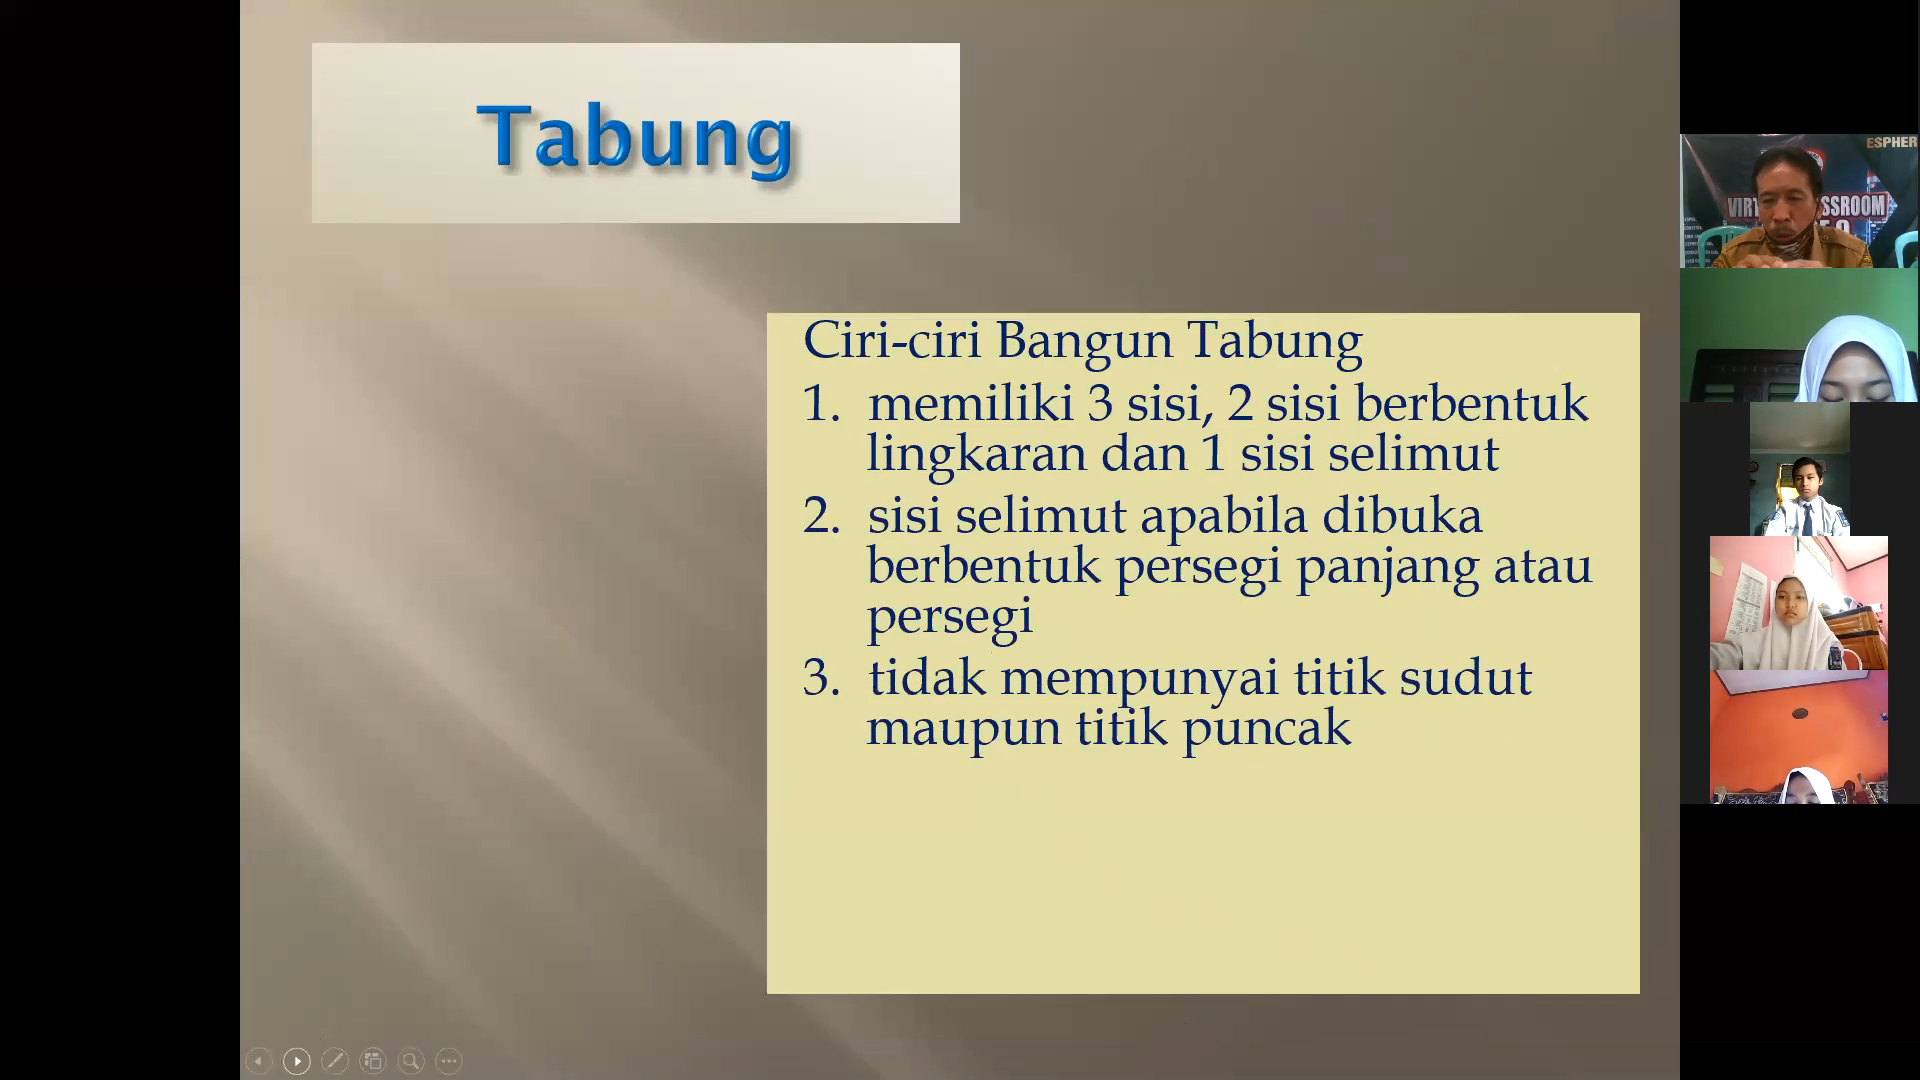 Tabung
Ciri-ciri Bangun Tabung
1. memiliki 3 sisi, 2 sisi berbentuk
lingkaran dan 1 sisi selimut
2. sisi selimut apabila dibuka
berbentuk persegi panjang atau
persegi
3. tidak mempunyai titik sudut
maupun titik puncak
ESPHER